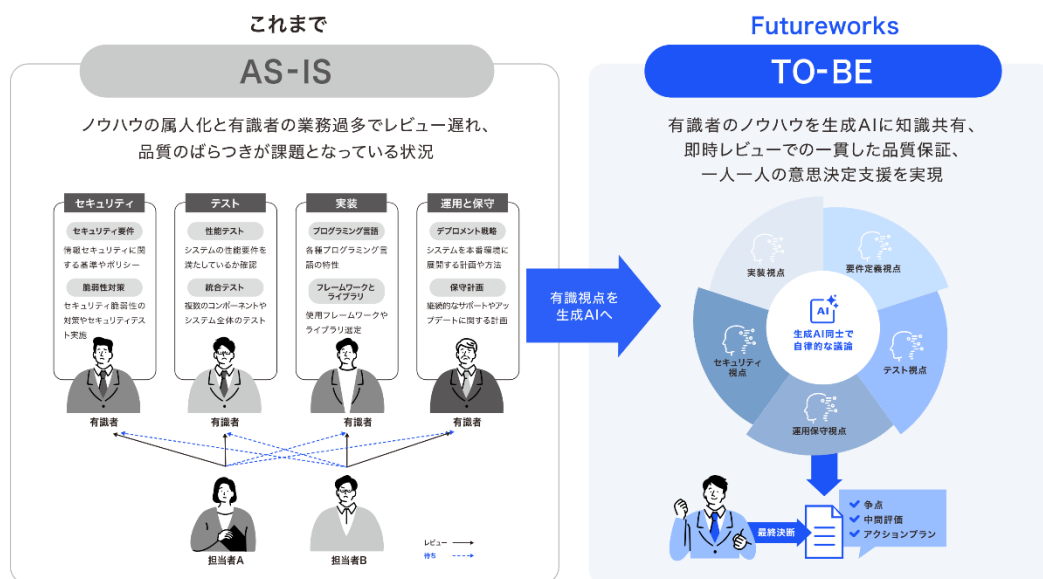 これまで
AS-IS
ノウハウの属人化と有識者の業務過多でレビュー遅れ、
品質のばらつきが課題となっている状況
セキュリティ
セキュリティ要件
情報セキュリティに関
する基準やポリシー
脆弱性対策
セキュリティ脆弱性の
対策やセキュリティテス
ト実施
有識者
テスト
性能テスト
システムの性能要件を
満たしているか確認
統合テスト
複数のコンポーネントや
システム全体のテスト
有識者
実装
プログラミング言語
各種プログラミング言
語の特性
フレームワークと
ライブラリ
使用フレームワークや
ライブラリ選定
有識者
運用と保守
デプロメント戦略
システムを本番環境に
展開する計画や方法
保守計画
継続的なサポートやアッ
プデートに関する計画
有識者
担当者A
担当者B
レビュー
待ち
有識視点を
生成AIへ
Futureworks
TO-BE
有識者のノウハウを生成AIに知識共有、
即時レビューでの一貫した品質保証、
一人一人の意思決定支援を実現
実装視点
要件定義視点
セキュリティ
視点
テスト視点
運用保守視点
AI
生成AI同士で
自律的な議論
最終決断
争点
中間評価
アクションプラン